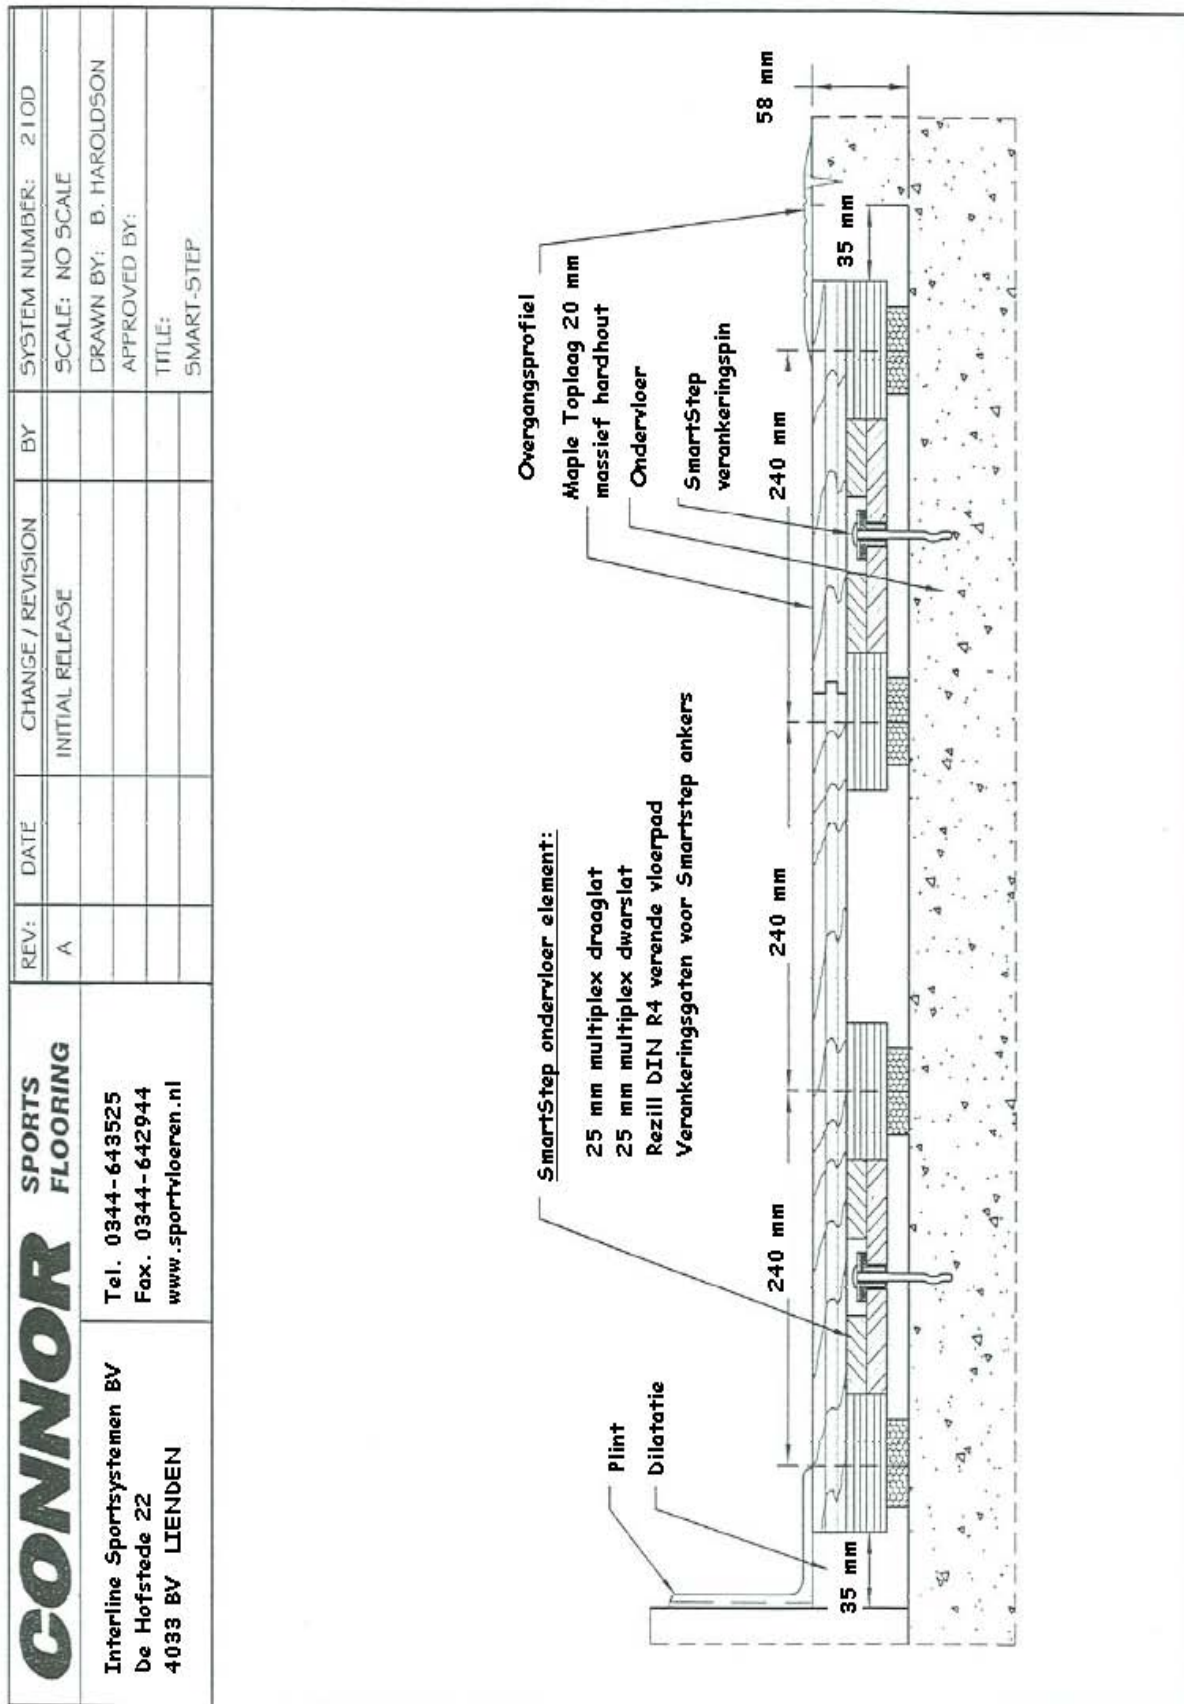 CONNOR SPORTS
FLOORING
Interline Sportsystemen BV
De Hofstede 22
4033 BV LIENDEN
Tel. 0344-643525
Fax. 0344-642944
www.sportvloeren.nl
REV: DATE CHANGE / REVISION BY
A INITIAL RELEASE
SYSTEM NUMBER: 210D
SCALE: NO SCALE
DRAWN BY: B. HAROLDSON
APPROVED BY:
TITLE:
SMART-STEP
Plint
Dilatatie
SmartStep ondervloer element:
25 mm multiplex draaglat
25 mm multiplex dwarslat
Rezill DIN R4 verende vloerpad
Verankeringsgaten voor Smartstep ankers
Overgangsprofiel
Maple Toplaag 20 mm
massief hardhout
Ondervloer
SmartStep
verankeringspin
240 mm
240 mm
240 mm
58 mm
35 mm
35 mm